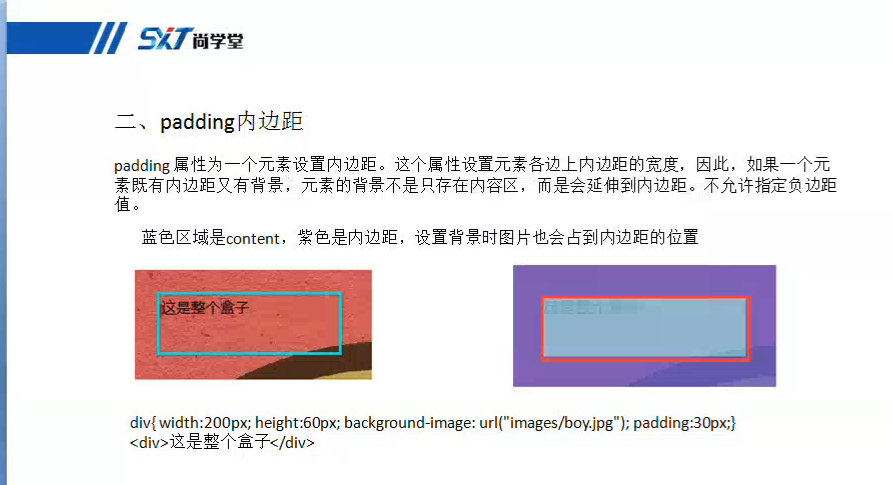 SXT尚学堂
二、padding内边距
padding 属性为一个元素设置内边距。这个属性设置元素各边上内边距的宽度，因此，如果一个元
素既有内边距又有背景，元素的背景不是只存在内容区，而是会延伸到内边距。不允许指定负边距
值。
蓝色区域是content，紫色是内边距，设置背景时图片也会占到内边距的位置
这是整个盒子
这是整个盒子
div{ width:200px; height:60px; background-image: url("images/boy.jpg"); padding:30px;}
<div>这是整个盒子</div>